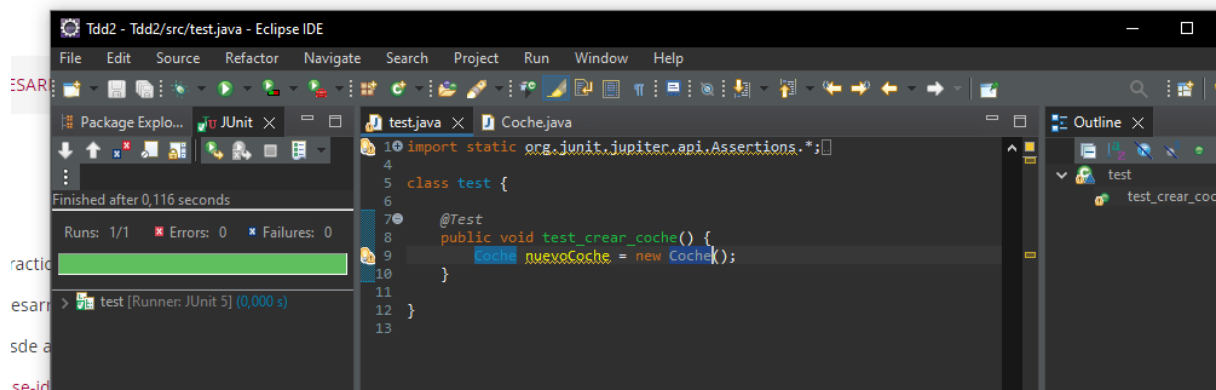 Tdd2 - Tdd2/src/test.java - Eclipse IDE
File Edit Source Refactor Navigate Search Project Run Window Help
ESAR
Package Explo... JUnit
test.java Coche.java
Outline
1 import static org.junit.jupiter.api.Assertions.*;
4
5 class test {
6
7 @Test
8 public void test_crear_coche() {
9 Coche nuevoCoche = new Coche();
10 }
11
12 }
13
Finished after 0,116 seconds
Runs: 1/1 Errors: 0 Failures: 0
test [Runner: JUnit 5] (0,000 s)
test
test_crear_coc
ractic
esarr
sde a
se-id